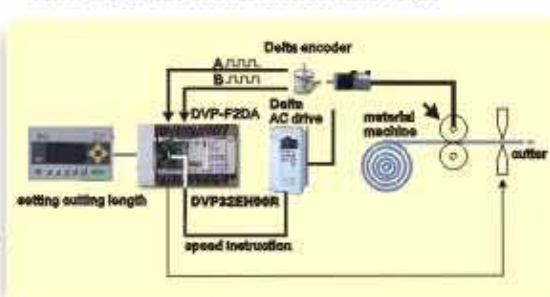 Delta encoder
A
B
DVP-F2DA
Delta
AC drive
material
machine
cutter
setting cutting length
DVP32EH00R
speed instruction